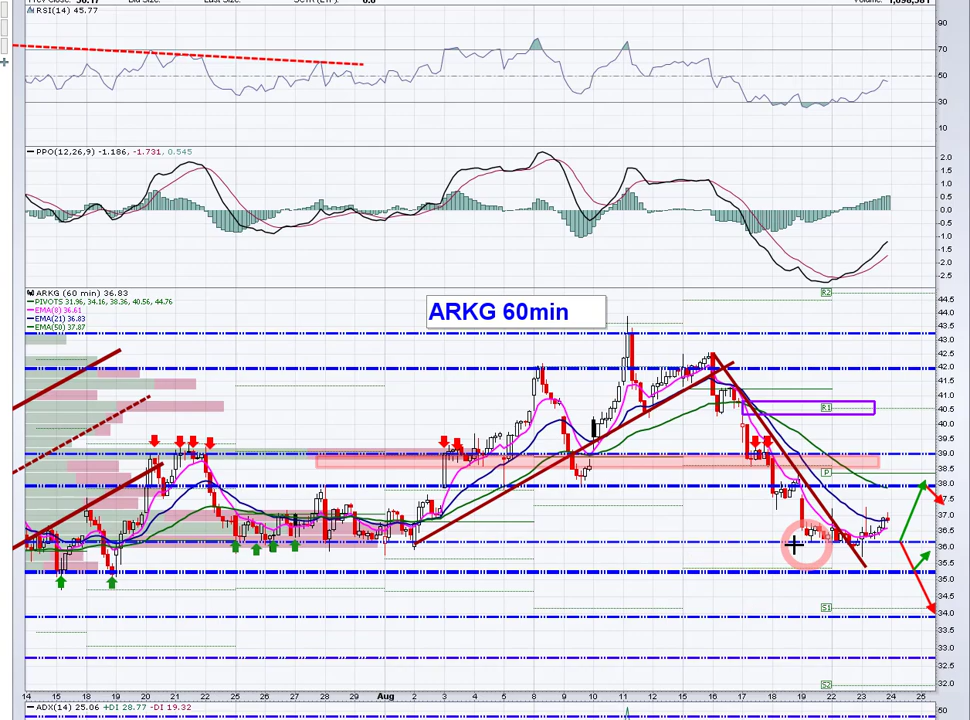 RSI(14) 45.77
90
70
50
30
10
PPO(12,26,9) -1.186, -1.731, 0.545
2.0
1.5
1.0
0.5
0.0
-0.5
-1.0
-1.5
-2.0
-2.5
ARKG (60 min) 36.83
PIVOTS 31.96, 34.16, 38.36, 40.56, 44.76
EMA(8) 36.61
EMA(21) 36.83
EMA(50) 37.87
ARKG 60min
R2
R1
P
S1
S2
44.5
44.0
43.5
43.0
42.5
42.0
41.5
41.0
40.5
40.0
39.5
39.0
38.5
38.0
37.5
37.0
36.5
36.0
35.5
35.0
34.5
34.0
33.5
33.0
32.5
32.0
14 15 18 19 20 21 22 25 26 27 28 29 Aug 2 3 4 5 8 9 10 11 12 15 16 17 18 19 22 23 24 25
ADX(14) 25.06 +DI 28.77 -DI 19.32
50